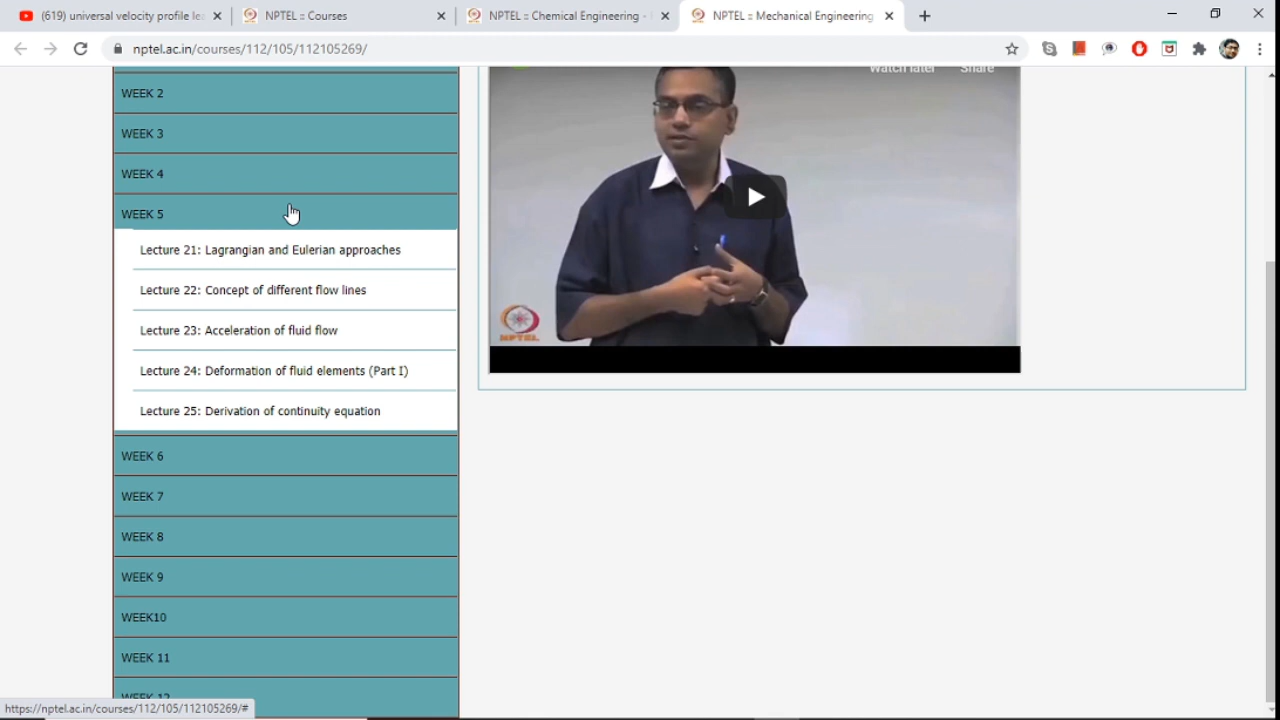 (619) universal velocity profile le
NPTEL :: Courses
NPTEL :: Chemical Engineering -
NPTEL :: Mechanical Engineering
nptel.ac.in/courses/112/105/112105269/
Watch later
Share
WEEK 2
WEEK 3
WEEK 4
WEEK 5
Lecture 21: Lagrangian and Eulerian approaches
Lecture 22: Concept of different flow lines
Lecture 23: Acceleration of fluid flow
Lecture 24: Deformation of fluid elements (Part I)
Lecture 25: Derivation of continuity equation
NPTEL
WEEK 6
WEEK 7
WEEK 8
WEEK 9
WEEK10
WEEK 11
WEEK 12
https://nptel.ac.in/courses/112/105/112105269/#